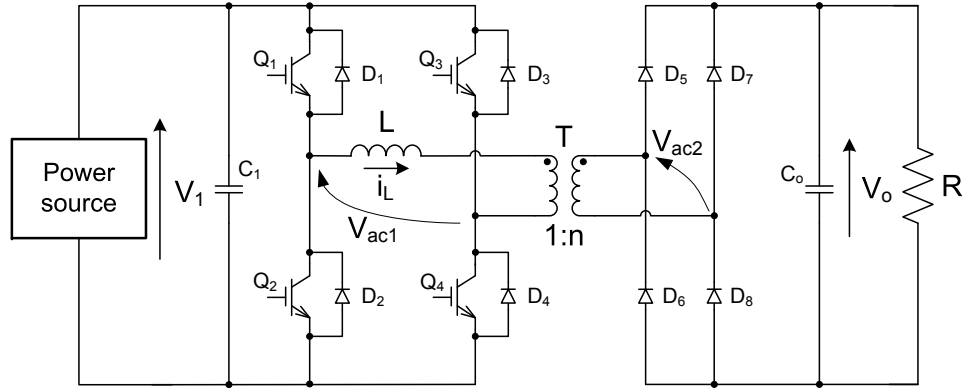 Power
source
V1
C1
Q1
D1
Q3
D3
L
iL
Vac1
T
1:n
Q2
D2
Q4
D4
D5
D7
Vac2
D6
D8
Co
Vo
R